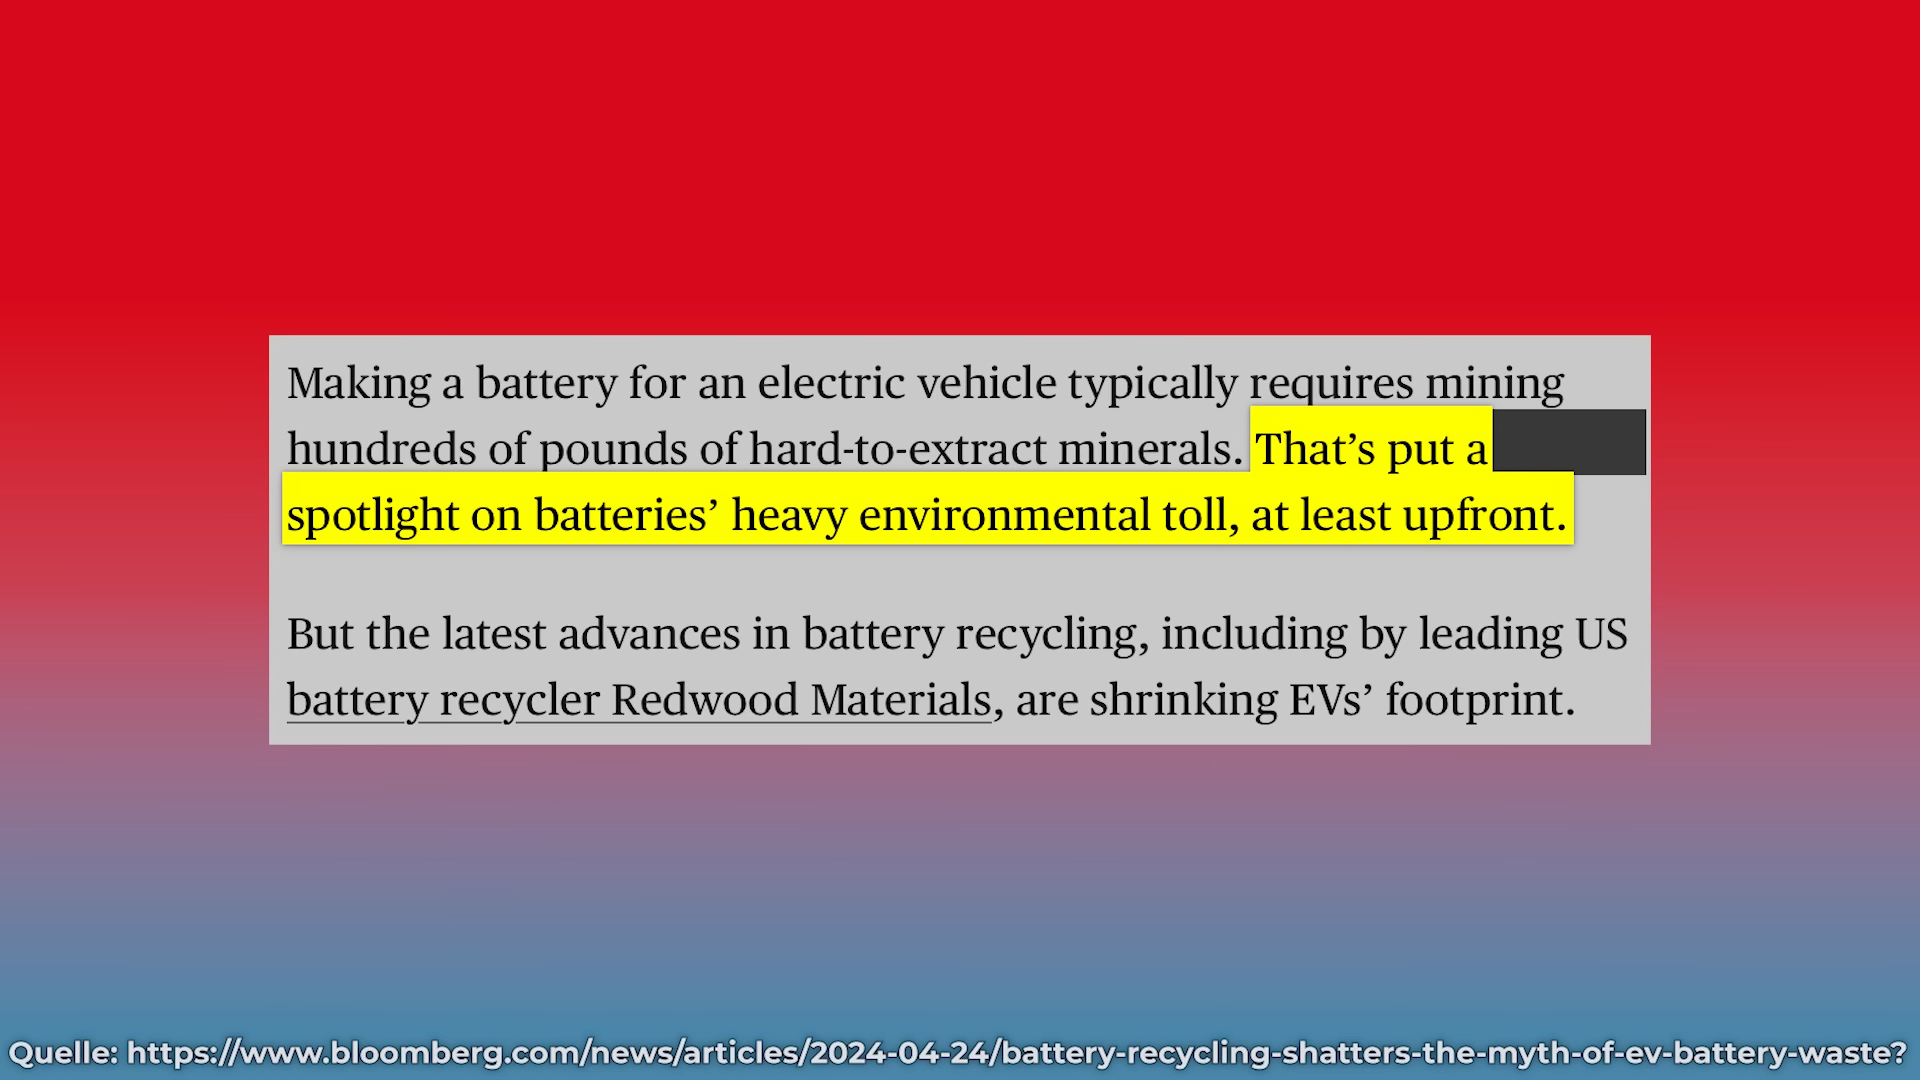 Making a battery for an electric vehicle typically requires mining
hundreds of pounds of hard-to-extract minerals. That’s put a
spotlight on batteries’ heavy environmental toll, at least upfront.
But the latest advances in battery recycling, including by leading US
battery recycler Redwood Materials, are shrinking EVs’ footprint.
Quelle: https://www.bloomberg.com/news/articles/2024-04-24/battery-recycling-shatters-the-myth-of-ev-battery-waste?